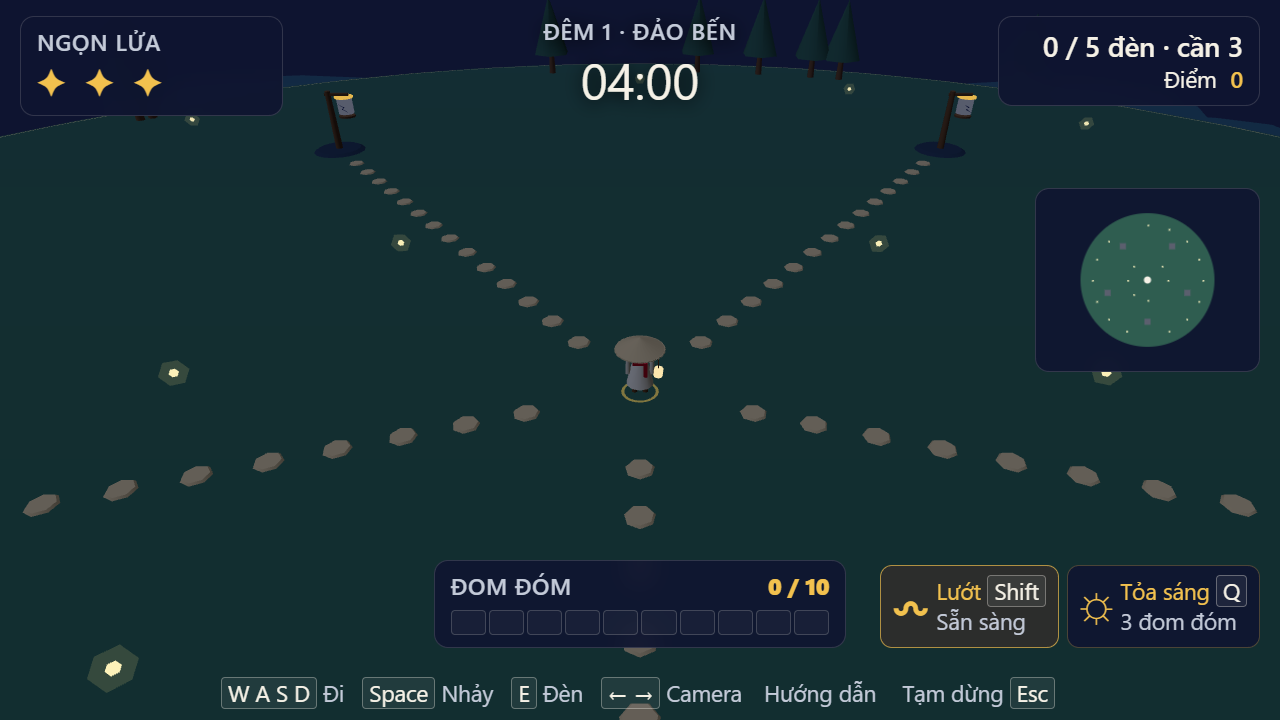 NGỌN LỬA
ĐÊM 1 · ĐẢO BẾN
04:00
0 / 5 đèn · cần 3
Điểm 0
ĐOM ĐÓM 0 / 10
Lướt Shift
Sẵn sàng
Tỏa sáng Q
3 đom đóm
W A S D Đi Space Nhảy E Đèn ← → Camera Hướng dẫn Tạm dừng Esc